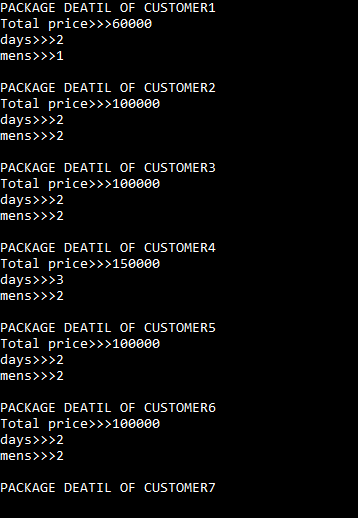 PACKAGE DEATIL OF CUSTOMER1
Total price>>>60000
days>>>2
mens>>>1
PACKAGE DEATIL OF CUSTOMER2
Total price>>>100000
days>>>2
mens>>>2
PACKAGE DEATIL OF CUSTOMER3
Total price>>>100000
days>>>2
mens>>>2
PACKAGE DEATIL OF CUSTOMER4
Total price>>>150000
days>>>3
mens>>>2
PACKAGE DEATIL OF CUSTOMER5
Total price>>>100000
days>>>2
mens>>>2
PACKAGE DEATIL OF CUSTOMER6
Total price>>>100000
days>>>2
mens>>>2
PACKAGE DEATIL OF CUSTOMER7